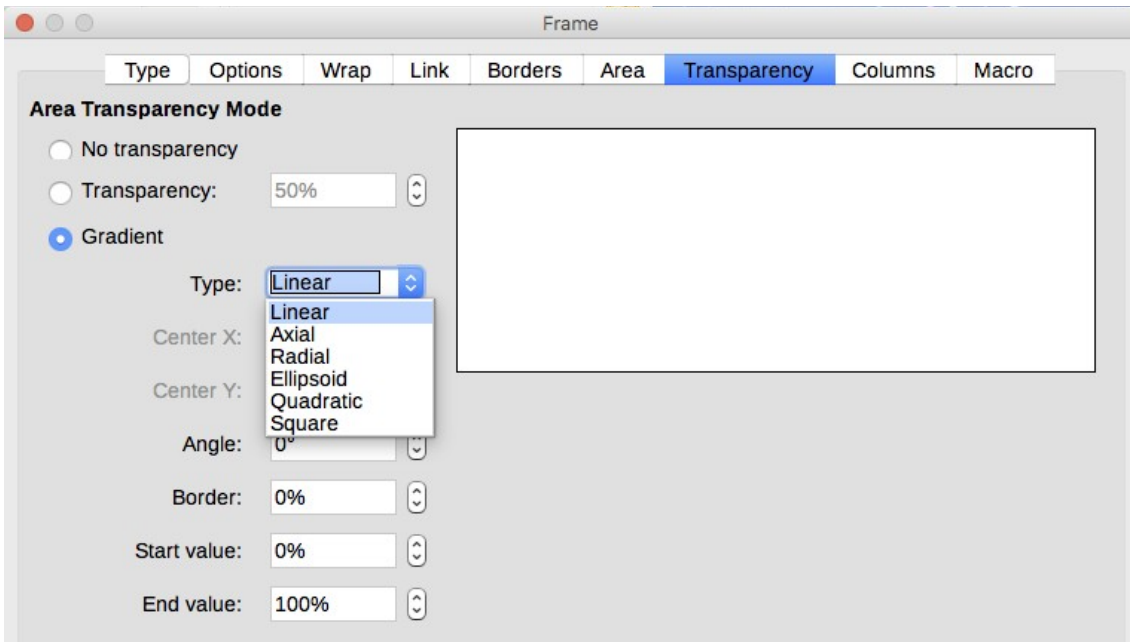 Frame
Type Options Wrap Link Borders Area Transparency Columns Macro
Area Transparency Mode
No transparency
Transparency: 50%
Gradient
Type: Linear
Linear
Center X: Axial
Radial
Ellipsoid
Center Y: Quadratic
Square
Angle: 0°
Border: 0%
Start value: 0%
End value: 100%